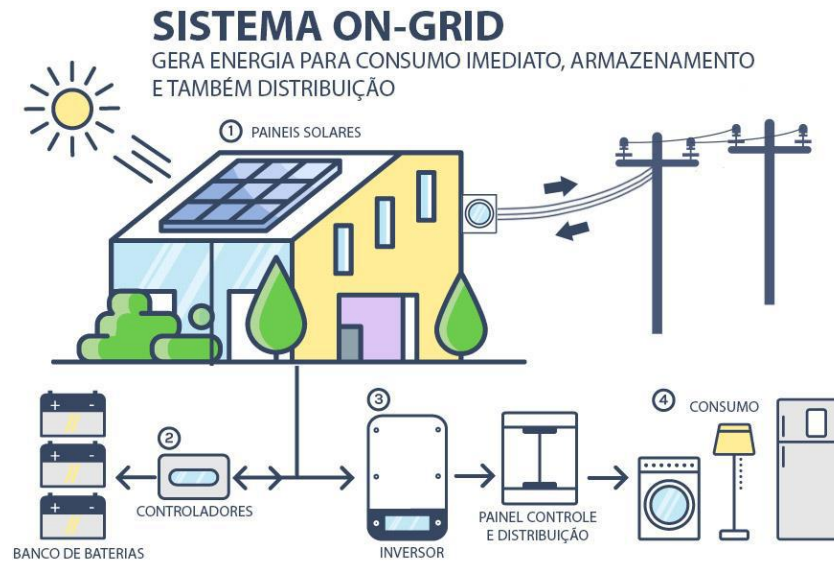 SISTEMA ON-GRID
GERA ENERGIA PARA CONSUMO IMEDIATO, ARMAZENAMENTO
E TAMBÉM DISTRIBUIÇÃO
1 PAINEIS SOLARES
2
CONTROLADORES
BANCO DE BATERIAS
3
INVERSOR
PAINEL CONTROLE
E DISTRIBUIÇÃO
4 CONSUMO
+ -
+ -
+ -